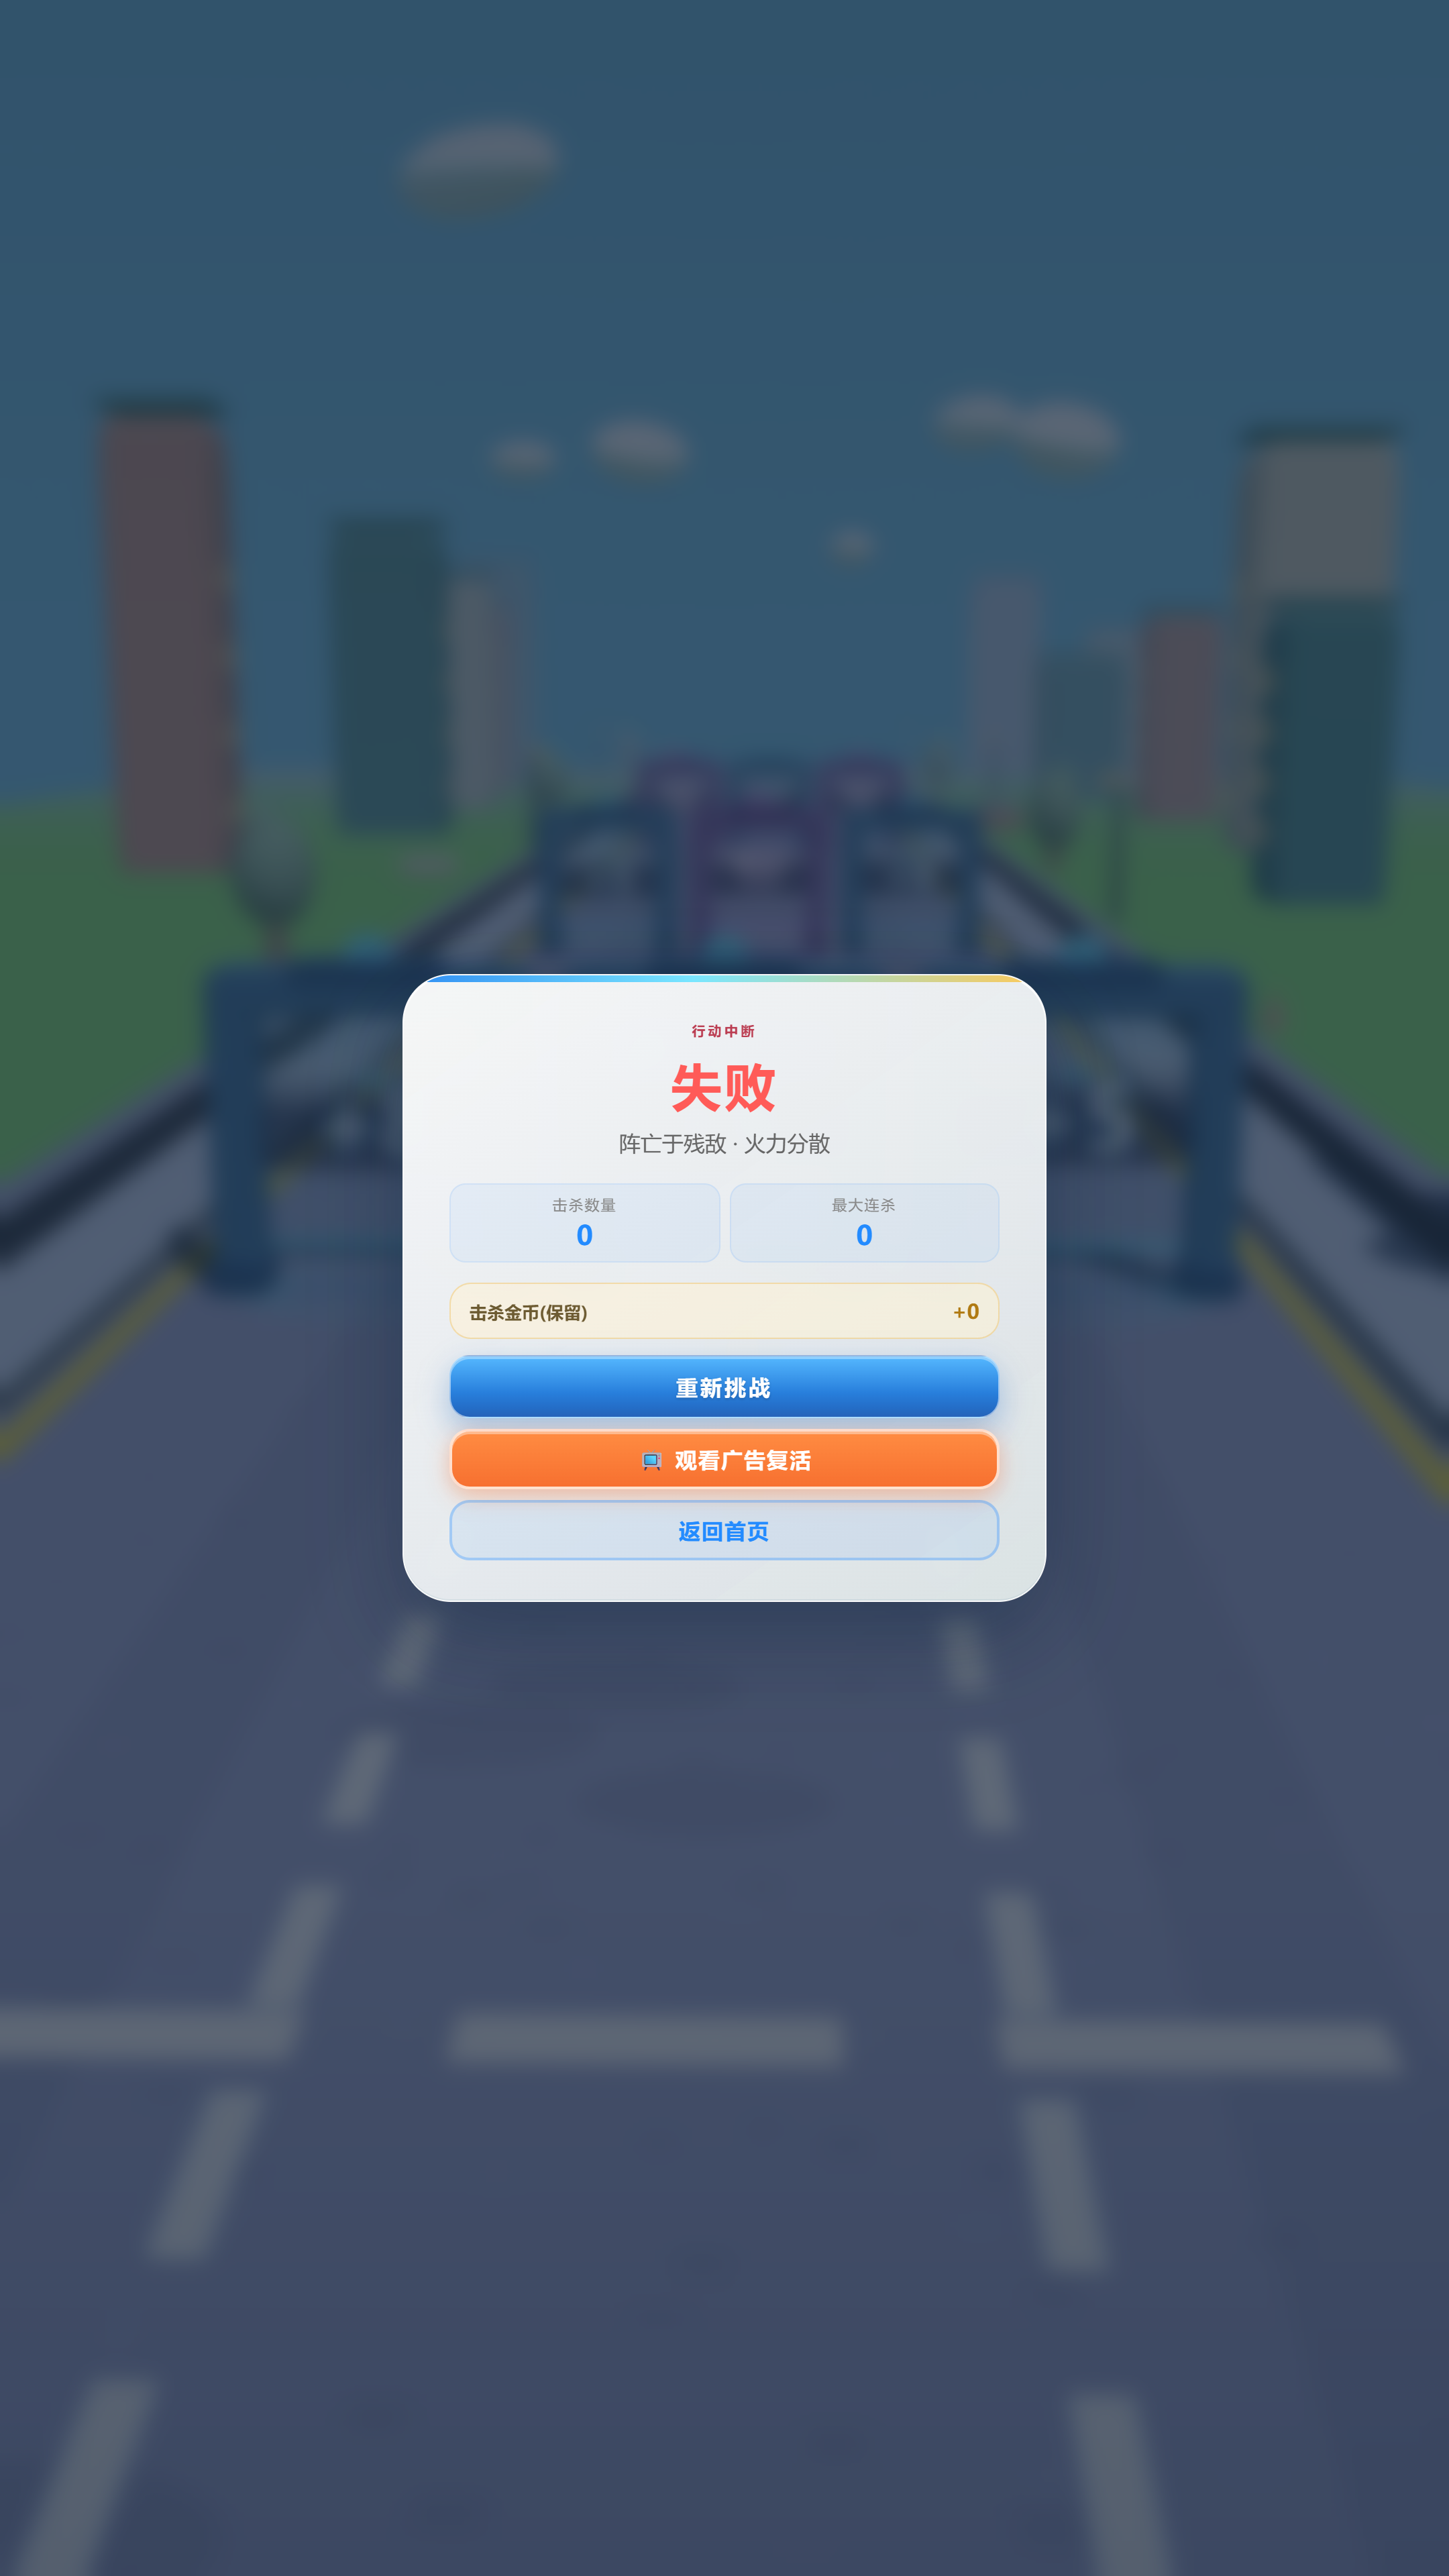 行动中断
失败
阵亡于残敌 · 火力分散
击杀数量
0
最大连杀
0
击杀金币(保留)
+0
重新挑战
观看广告复活
返回首页